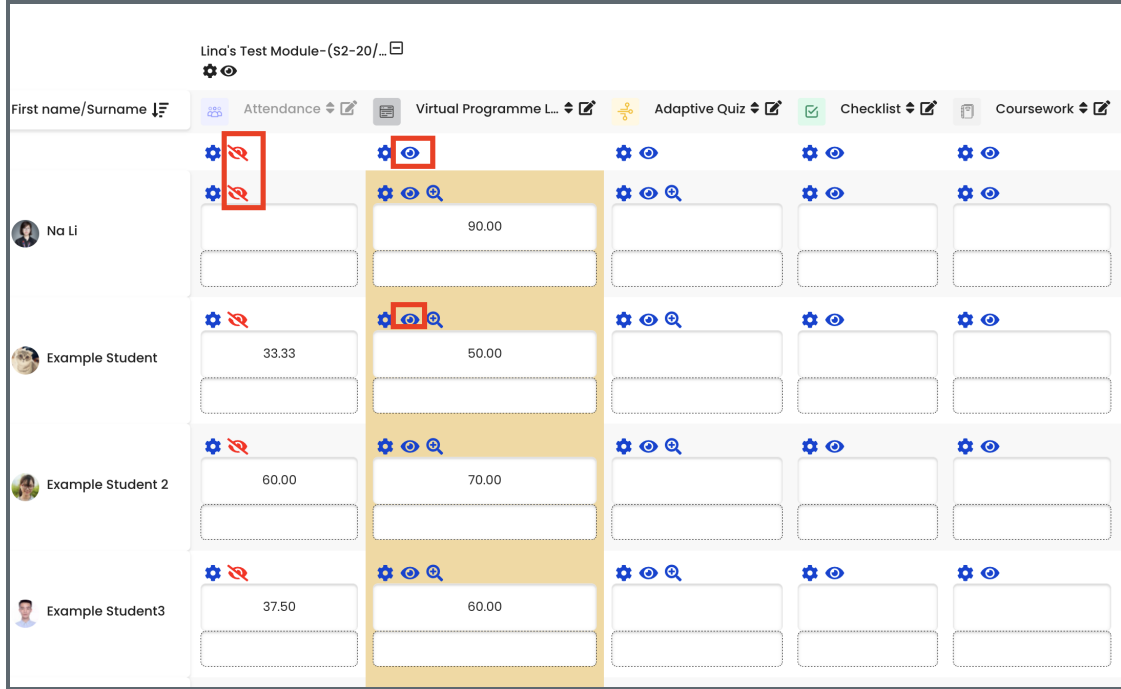 Lina's Test Module-(S2-20/...
First name/Surname Attendance Virtual Programme L... Adaptive Quiz Checklist Coursework
Na Li 90.00
Example Student 33.33 50.00
Example Student 2 60.00 70.00
Example Student3 37.50 60.00